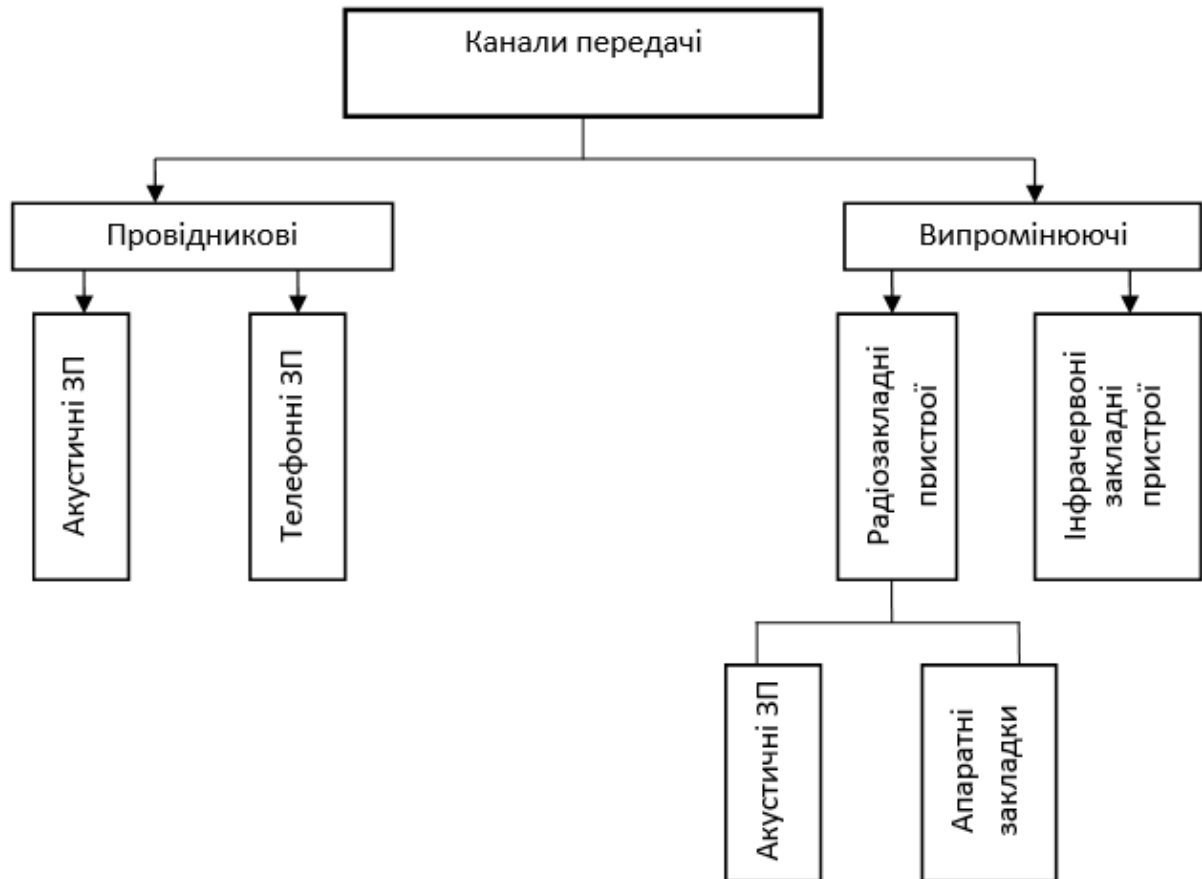 Канали передачі
Провідникові
Випромінюючі
Акустичні ЗП
Телефонні ЗП
Радіозакладні
пристрої
Інфрачервоні
закладні
пристрої
Акустичні ЗП
Апаратні
закладки